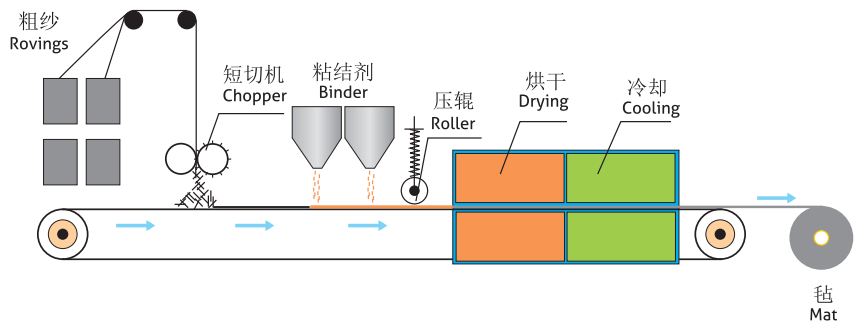 粗纱
Rovings
短切机
Chopper
粘结剂
Binder
压辊
Roller
烘干
Drying
冷却
Cooling
毡
Mat